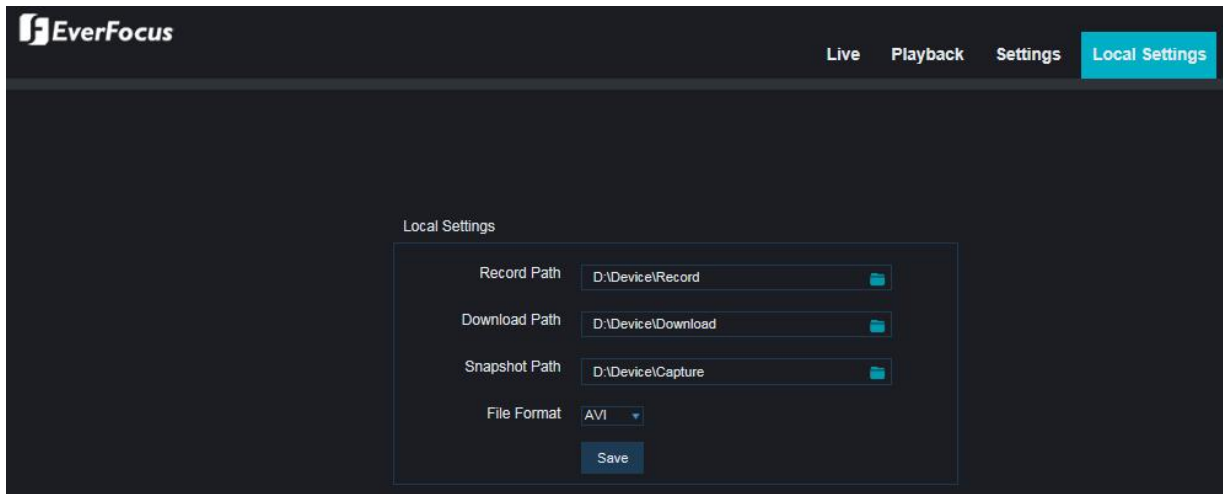 EverFocus
Live Playback Settings Local Settings
Local Settings
Record Path D:\Device\Record
Download Path D:\Device\Download
Snapshot Path D:\Device\Capture
File Format AVI
Save